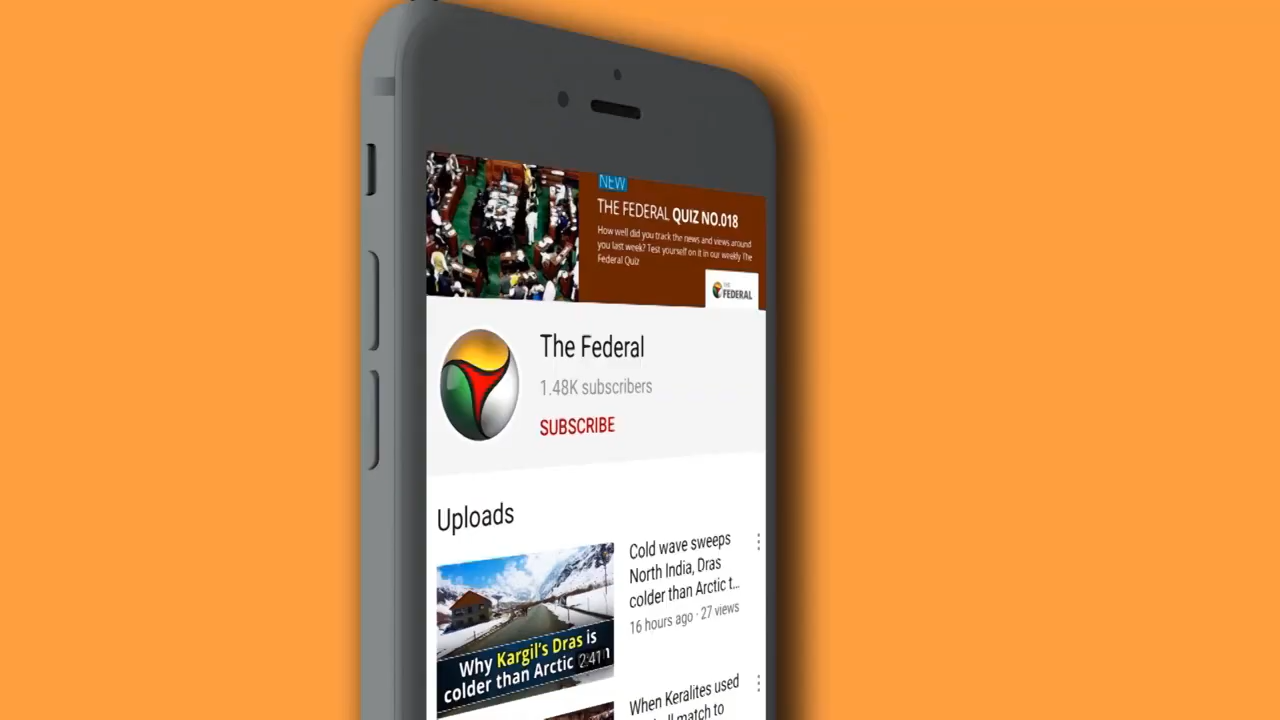 NEW
THE FEDERAL QUIZ NO.018
How well did you track the news and views around
you last week? Test yourself on it in our weekly The
Federal Quiz
THE
FEDERAL
The Federal
1.48K subscribers
SUBSCRIBE
Uploads
Cold wave sweeps
North India, Dras
colder than Arctic t...
16 hours ago · 27 views
Why Kargil's Dras is
colder than Arctic
2:41
When Keralites used
match to